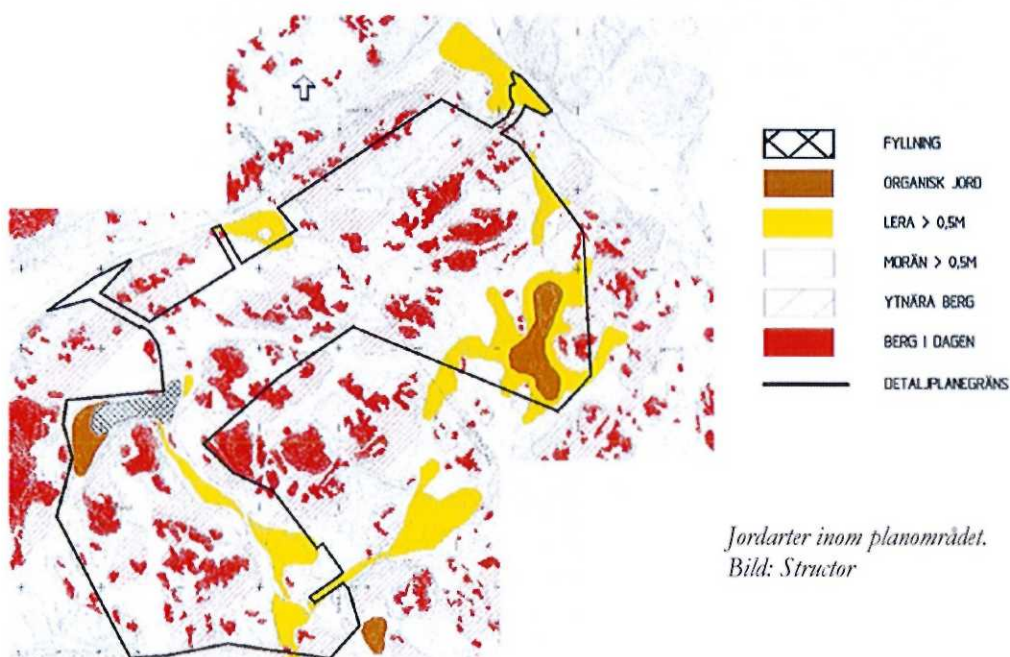 FYLLNING
ORGANISK JORD
LERA > 0,5M
MORÄN > 0,5M
YTNÄRA BERG
BERG I DAGEN
DETALJPLANEGRÄNS
Jordarter inom planområdet.
Bild: Structor